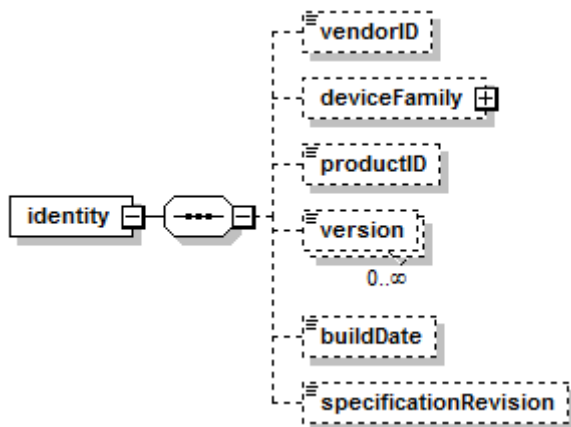 vendorID
deviceFamily
productID
identity
version
0..∞
buildDate
specificationRevision